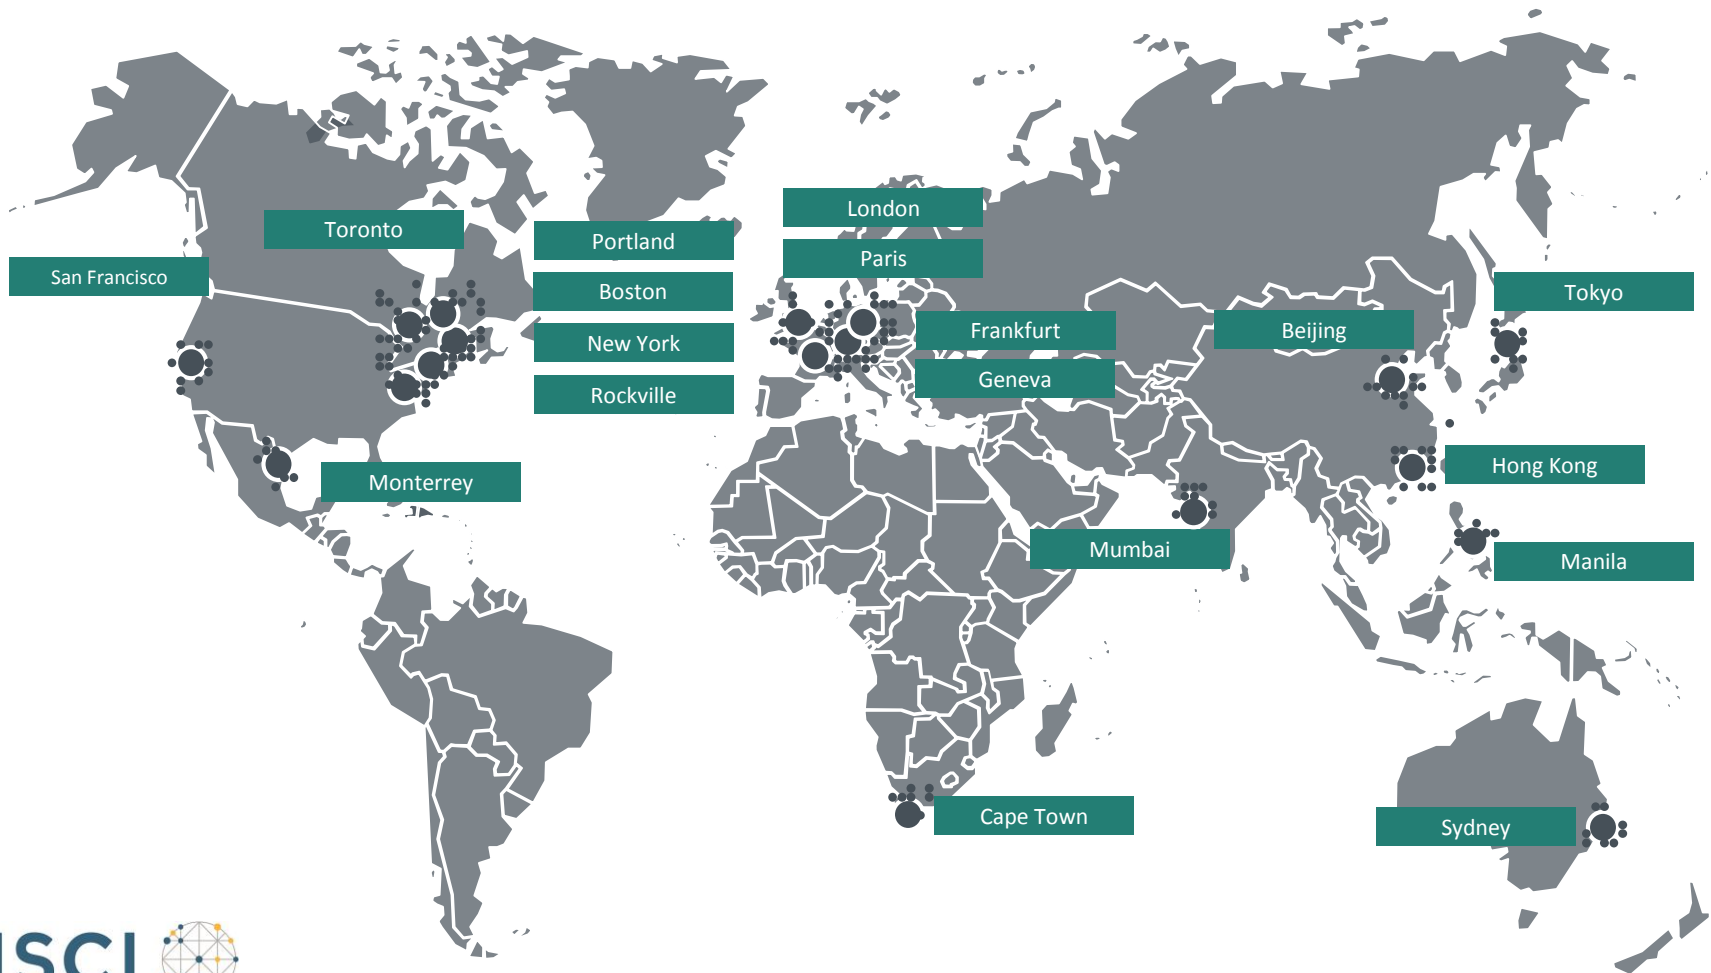 London
Toronto
Portland
Paris
San Francisco
Boston
Tokyo
New York
Frankfurt
Beijing
Geneva
Rockville
Hong Kong
Monterrey
Mumbai
Manila
Cape Town
Sydney
MSCI